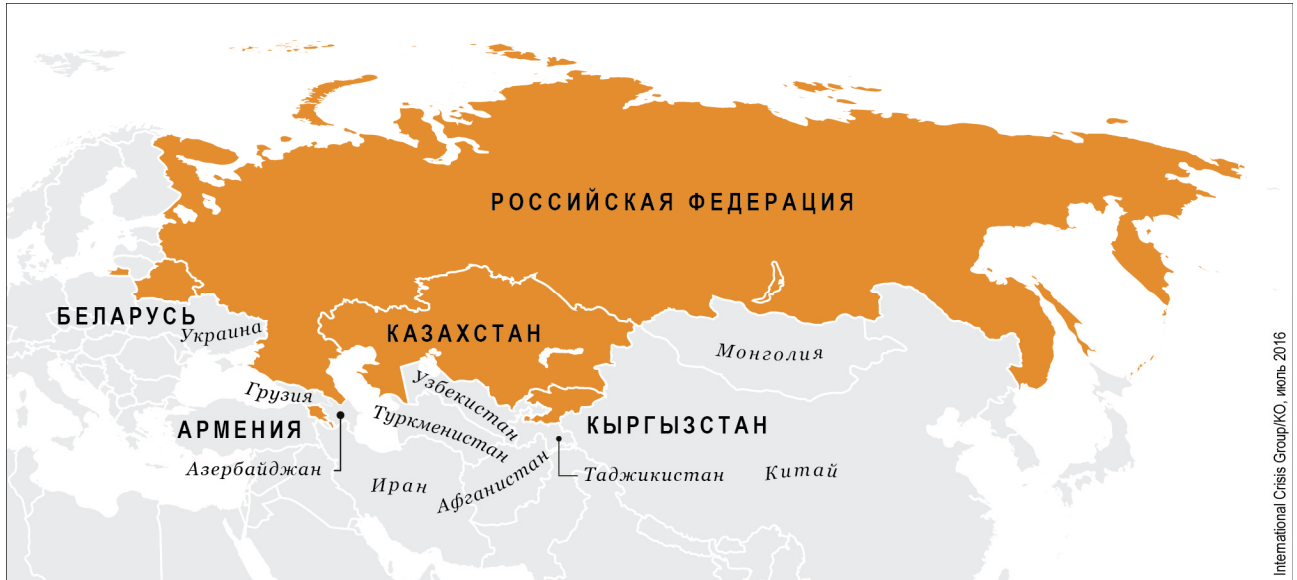 РОССИЙСКАЯ ФЕДЕРАЦИЯ
БЕЛАРУСЬ
Украина
КАЗАХСТАН
Монголия
Грузия
Узбекистан
АРМЕНИЯ
Туркменистан
КЫРГЫЗСТАН
Азербайджан
Иран
Афганистан
Таджикистан
Китай
International Crisis Group/KO, июль 2016